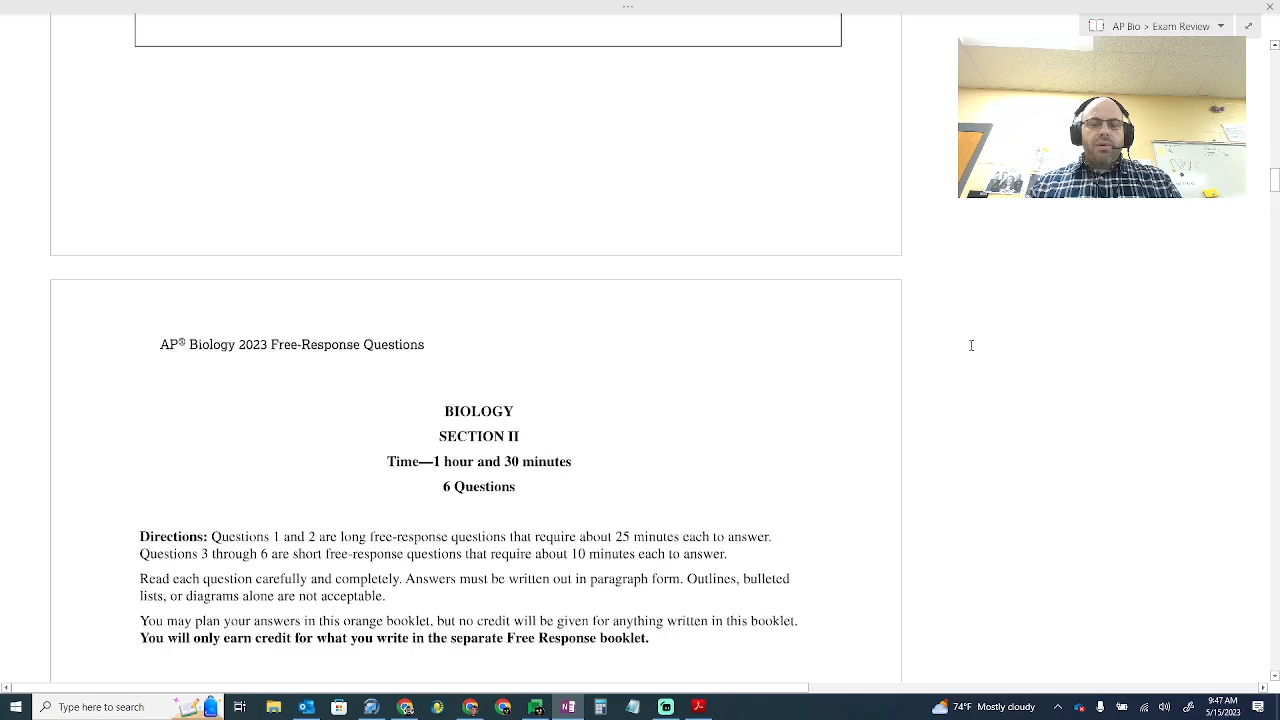 AP Bio > Exam Review
AP® Biology 2023 Free-Response Questions
BIOLOGY
SECTION II
Time—1 hour and 30 minutes
6 Questions
Directions: Questions 1 and 2 are long free-response questions that require about 25 minutes each to answer.
Questions 3 through 6 are short free-response questions that require about 10 minutes each to answer.
Read each question carefully and completely. Answers must be written out in paragraph form. Outlines, bulleted
lists, or diagrams alone are not acceptable.
You may plan your answers in this orange booklet, but no credit will be given for anything written in this booklet.
You will only earn credit for what you write in the separate Free Response booklet.
Type here to search
74°F Mostly cloudy
9:47 AM
5/15/2023